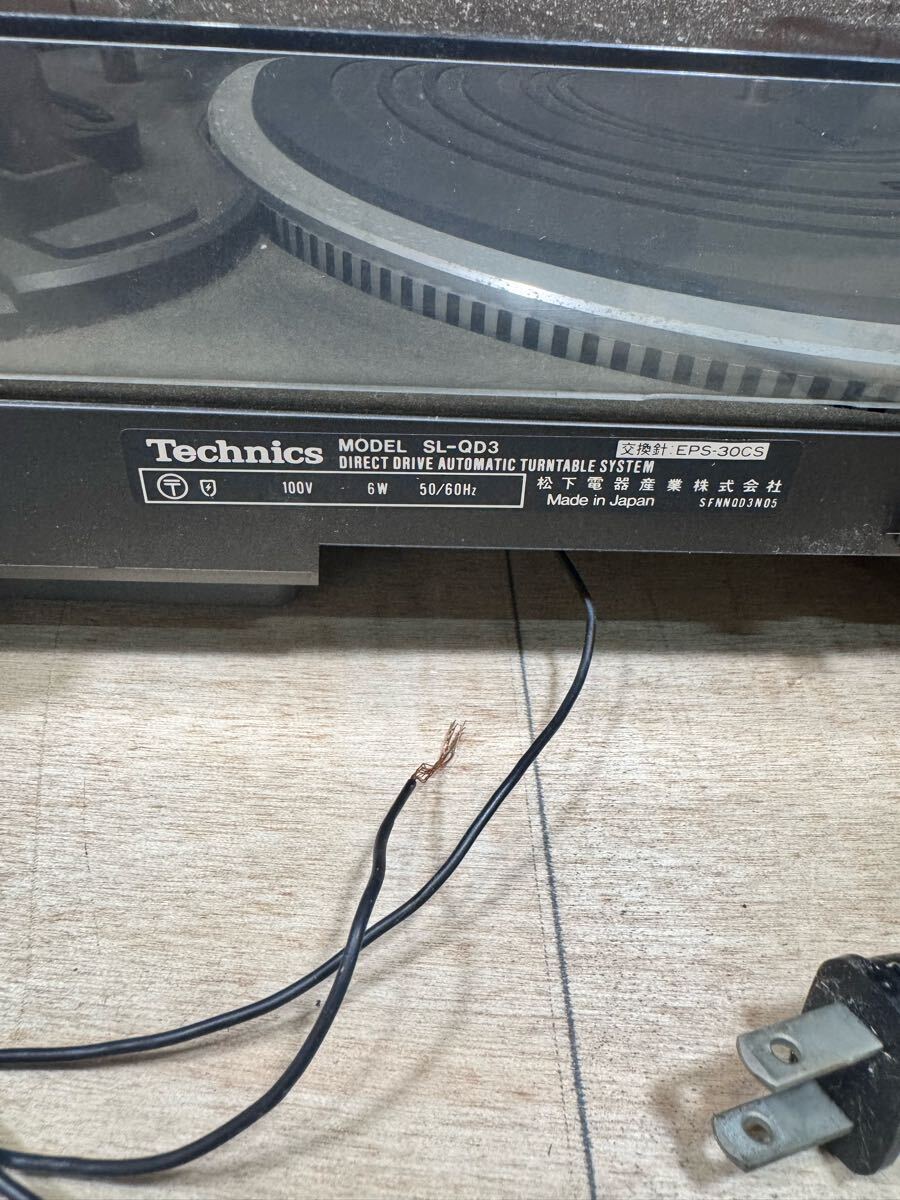 Technics MODEL SL-QD3 交換針:EPS-30CS
DIRECT DRIVE AUTOMATIC TURNTABLE SYSTEM
〒 100V 6W 50/60Hz 松下電器産業株式会社
Made in Japan SFNNQD3N05